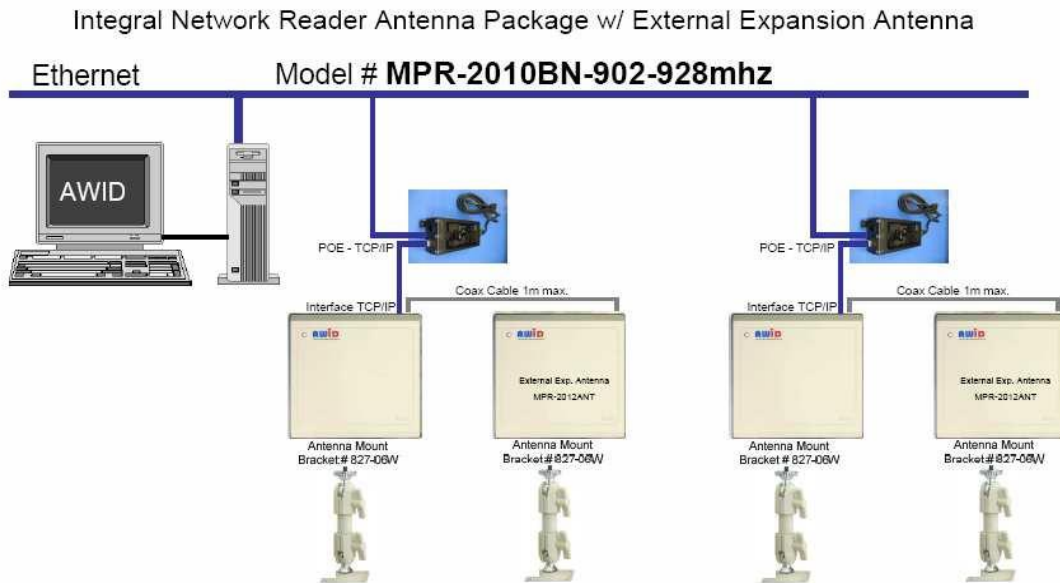 Integral Network Reader Antenna Package w/ External Expansion Antenna
Ethernet
Model # MPR-2010BN-902-928mhz
AWID
POE - TCP/IP
POE - TCP/IP
Interface TCP/IP
Coax Cable 1m max.
Interface TCP/IP
Coax Cable 1m max.
AWID
AWID
AWID
AWID
External Exp. Antenna
MPR-2012ANT
External Exp. Antenna
MPR-2012ANT
Antenna Mount
Bracket # 827-06W
Antenna Mount
Bracket # 827-06W
Antenna Mount
Bracket # 827-06W
Antenna Mount
Bracket # 827-06W